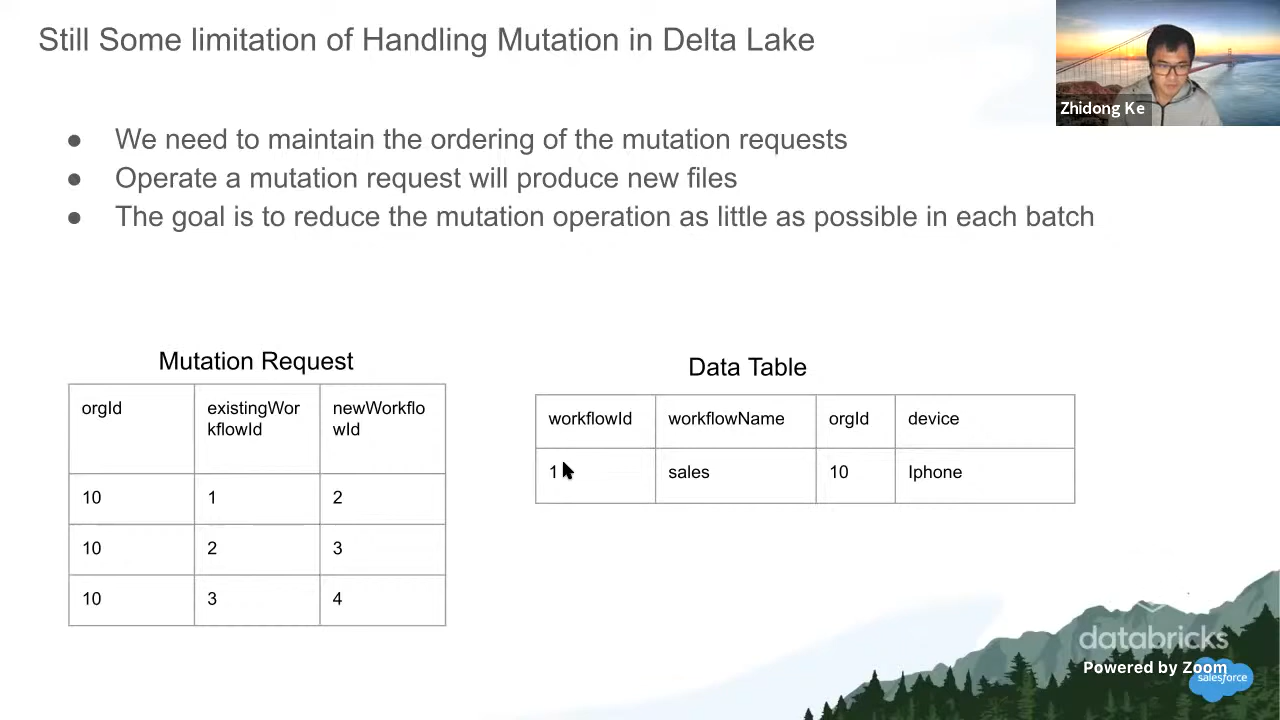 Still Some limitation of Handling Mutation in Delta Lake
Zhidong Ke
● We need to maintain the ordering of the mutation requests
● Operate a mutation request will produce new files
● The goal is to reduce the mutation operation as little as possible in each batch
Mutation Request
orgId existingWor newWorkflo
kflowId wId
10 1 2
10 2 3
10 3 4
Data Table
workflowId workflowName orgId device
1 sales 10 Iphone
databricks
Powered by Zoom
salesforce